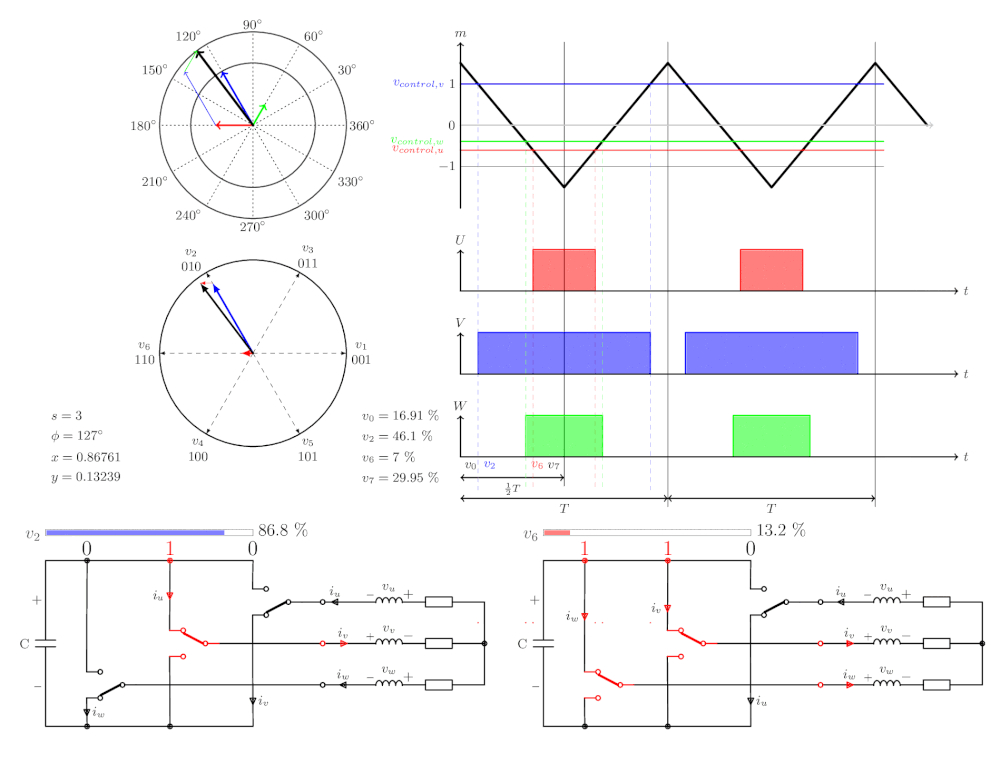 90°
120°
60°
150°
30°
180°
360°
210°
330°
240°
300°
270°
m
v_control,v
1
0
v_control,w
v_control,u
−1
U
t
V
t
W
t
v₀ v₂ v₆ v₇
½T
T T
v₂
010
v₃
011
v₆
110
v₁
001
v₄
100
v₅
101
s = 3
ϕ = 127°
x = 0.86761
y = 0.13239
v₀ = 16.91 %
v₂ = 46.1 %
v₆ = 7 %
v₇ = 29.95 %
v₂ 86.8 %
0 1 0
+
C
−
i_u
i_u
v_u
− +
i_v
v_v
+ −
i_w
v_w
− +
i_w
i_v
v₆ 13.2 %
1 1 0
+
C
−
i_w
i_v
i_u
v_u
− +
i_v
v_v
+ −
i_w
v_w
+ −
i_u